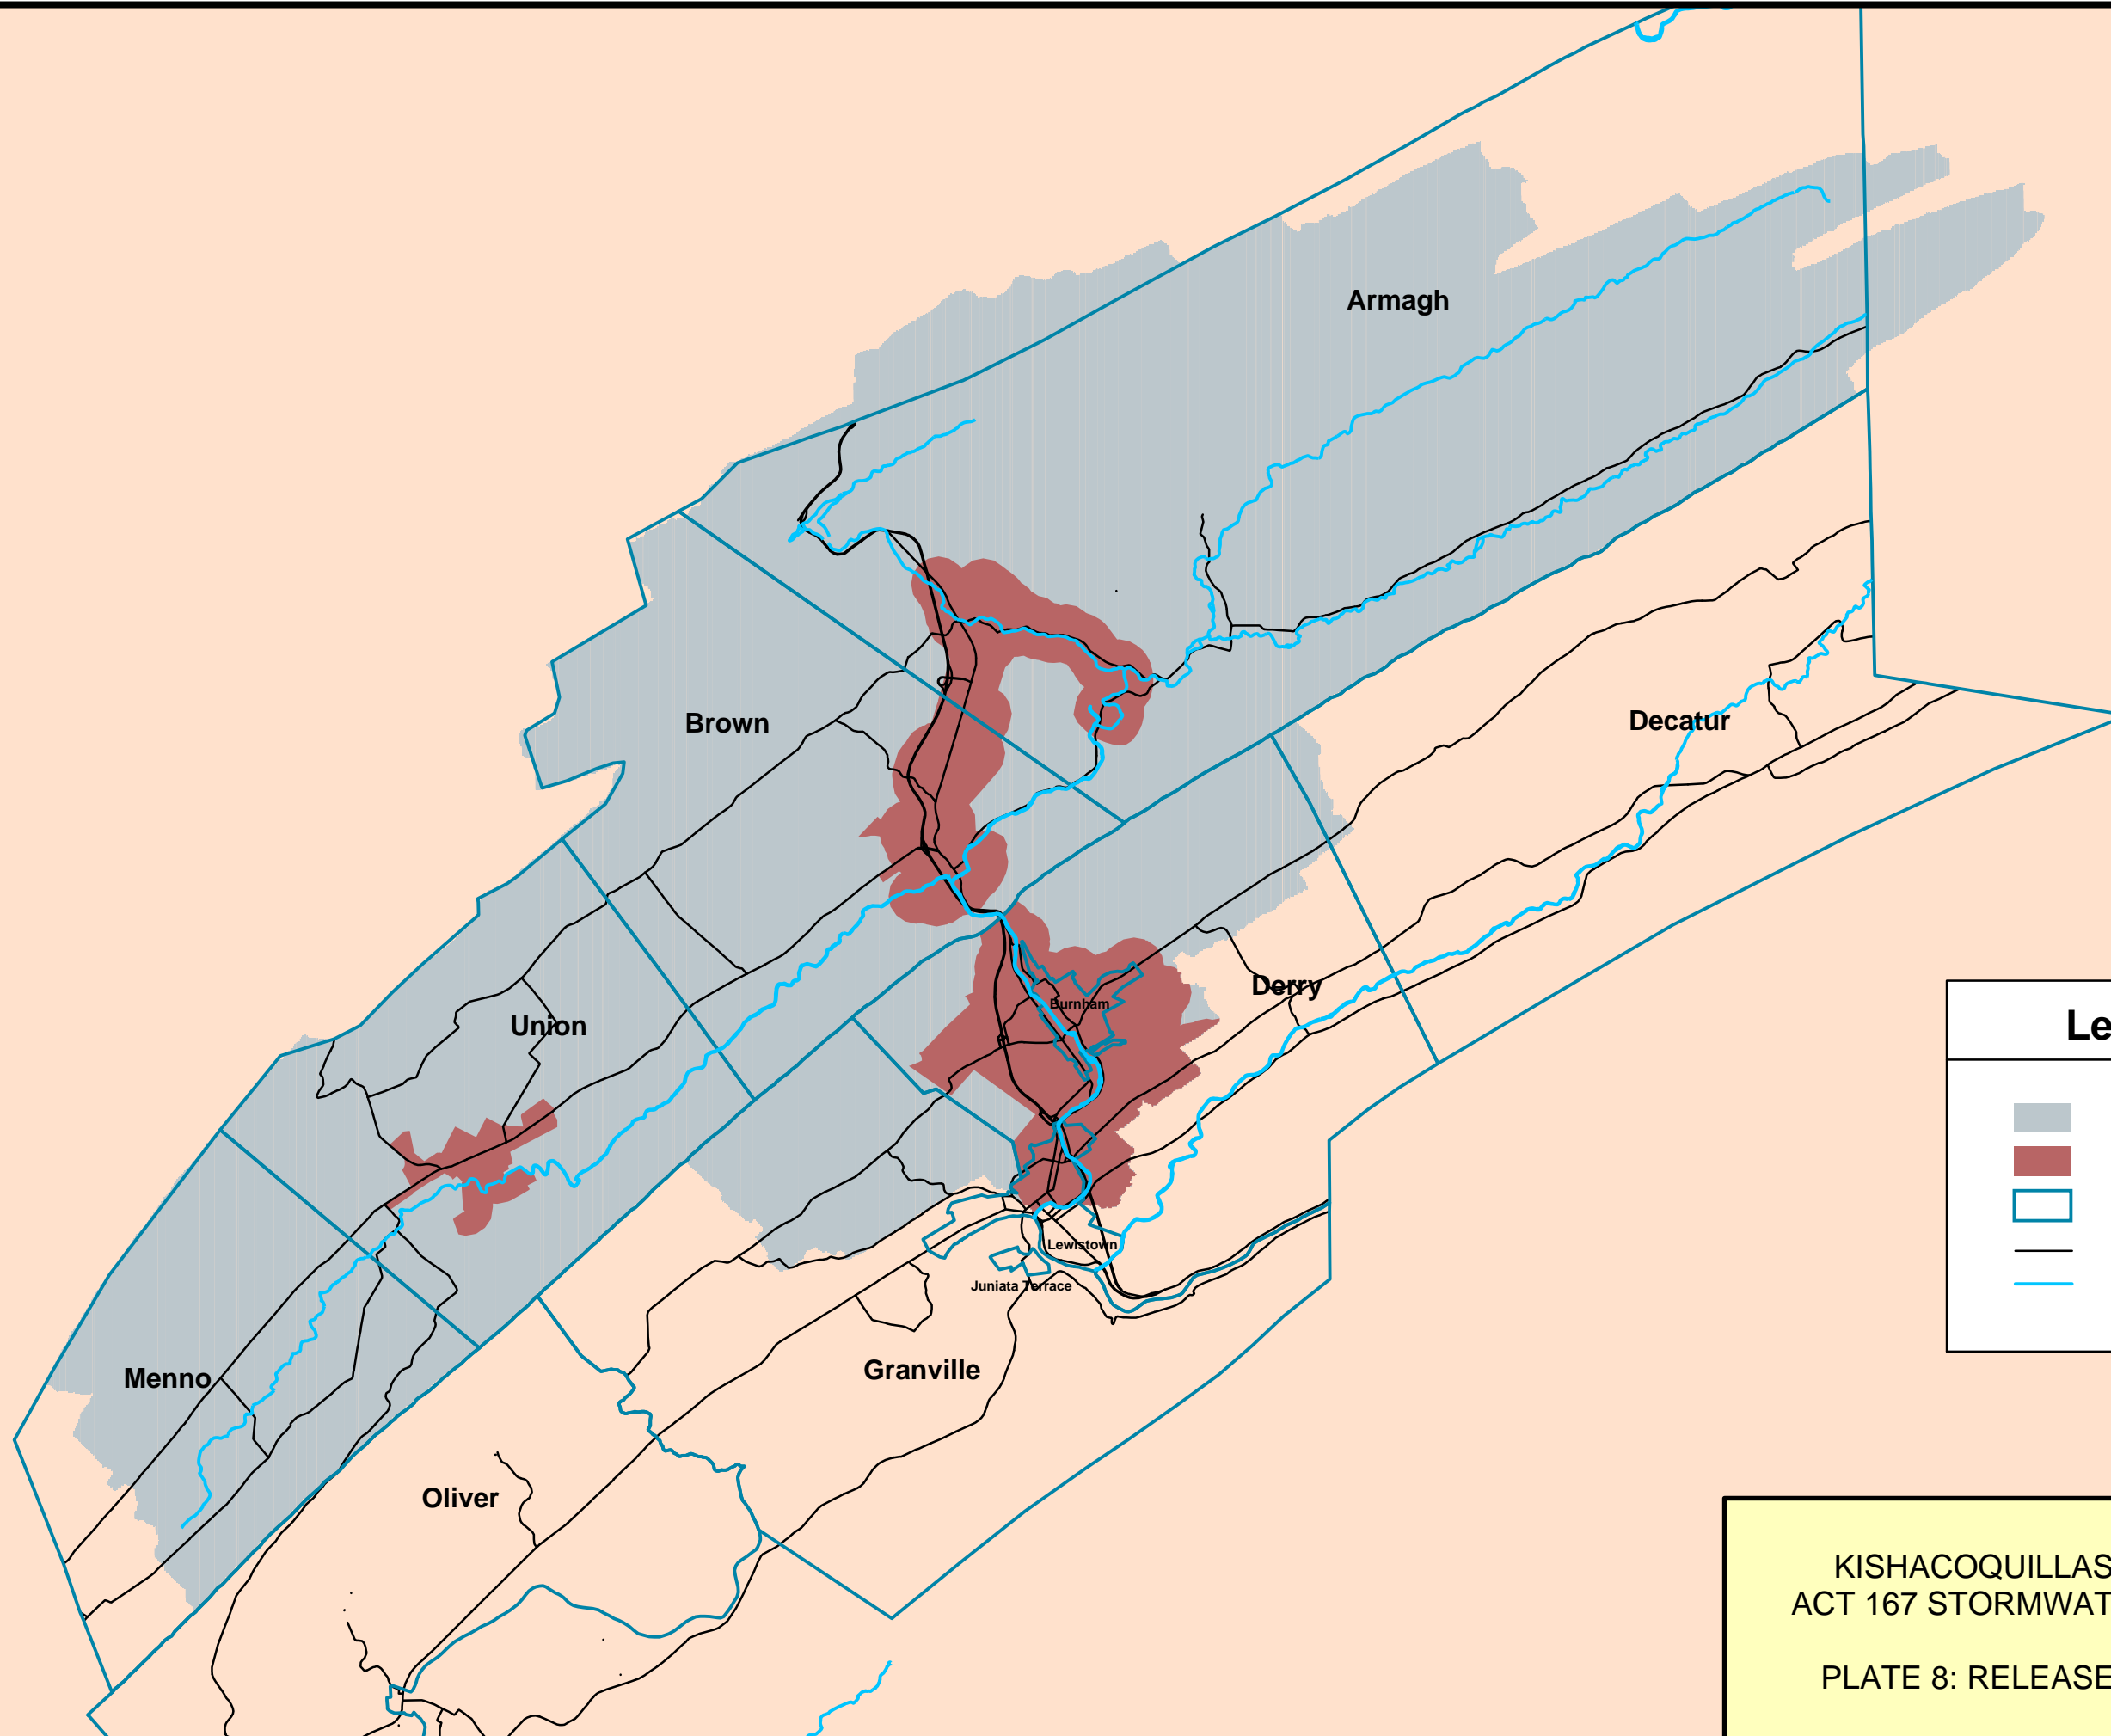 Armagh
Brown
Decatur
Derry
Burnham
Union
Lewistown
Juniata Terrace
Granville
Menno
Oliver
Le
KISHACOQUILLAS
ACT 167 STORMWAT
PLATE 8: RELEASE